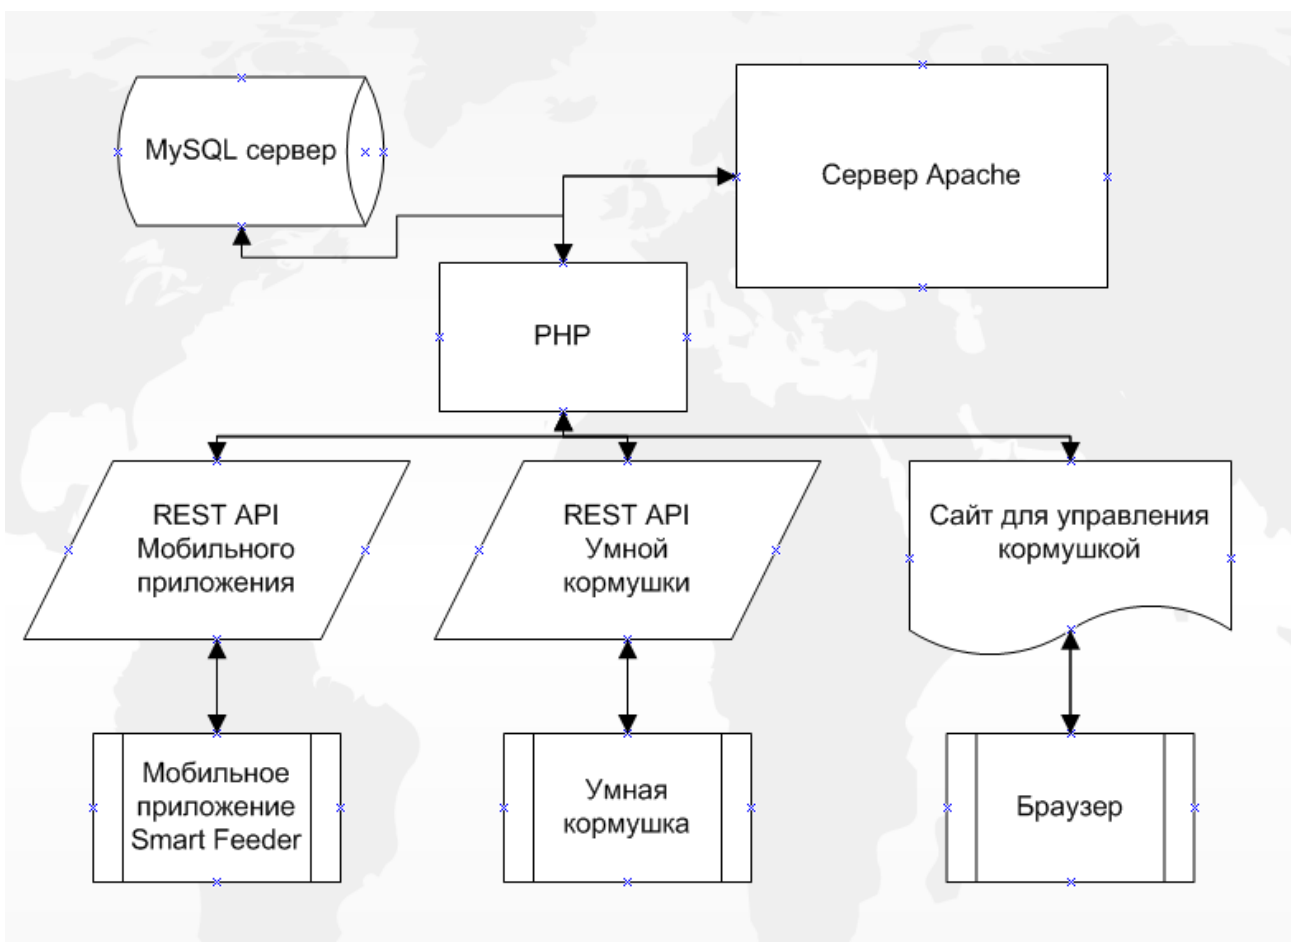 MySQL сервер
Сервер Apache
PHP
REST API
Мобильного
приложения
REST API
Умной
кормушки
Сайт для управления
кормушкой
Мобильное
приложение
Smart Feeder
Умная
кормушка
Браузер